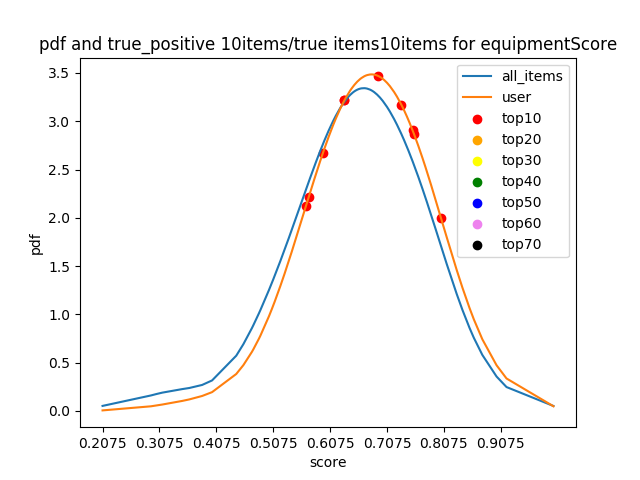 pdf and true_positive 10items/true items10items for equipmentScore
all_items
user
top10
top20
top30
top40
top50
top60
top70
3.5
3.0
2.5
2.0
1.5
1.0
0.5
0.0
pdf
0.2075 0.3075 0.4075 0.5075 0.6075 0.7075 0.8075 0.9075
score